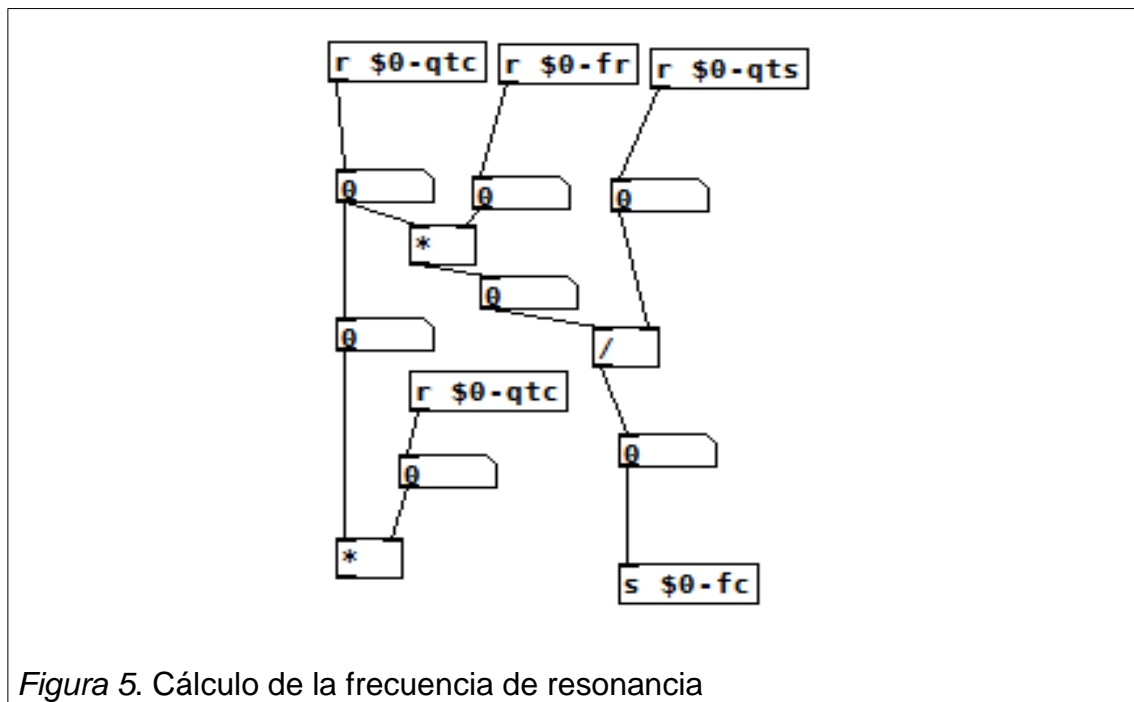 r $0-qtc r $0-fr r $0-qts
0 0 0
*
0
0
/
r $0-qtc
0
0
*
s $0-fc
Figura 5. Cálculo de la frecuencia de resonancia